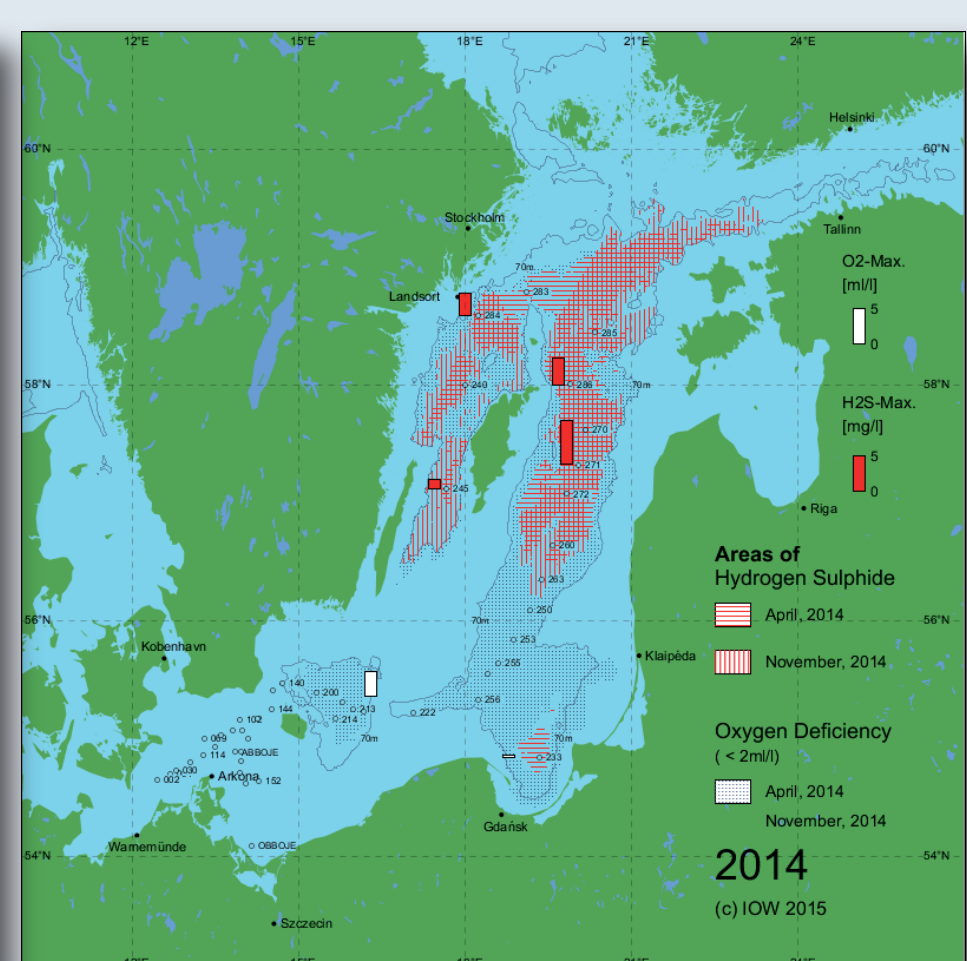 12°E 15°E 18°E 21°E 24°E
Helsinki
60°N 60°N
Stockholm
Tallinn
O2-Max.
[ml/l]
70m
Landsort
283
5
284
0
285
58°N 240 286 70m 58°N
H2S-Max.
[mg/l]
270
5
271
245
272
0
Riga
260
Areas of
Hydrogen Sulphide
263
250
April, 2014
56°N 70m 56°N
253
Kobenhavn
Klaipėda
255
November, 2014
140
200
256
144 213
222
102 214
069 70m 70m
Oxygen Deficiency
ABBOJE
( < 2ml/l)
114
233
030
002 Arkona 152
April, 2014
Gdańsk
November, 2014
Warnemünde
OBBOJE
54°N 54°N
2014
(c) IOW 2015
Szczecin